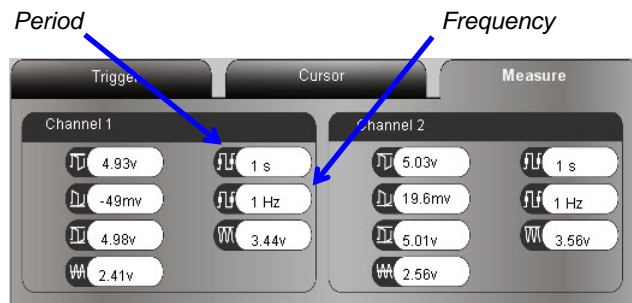 Period Frequency
Trigger Cursor Measure
Channel 1 Channel 2
4.93v 1 s 5.03v 1 s
-49mv 1 Hz 19.6mv 1 Hz
4.98v 3.44v 5.01v 3.56v
2.41v 2.56v